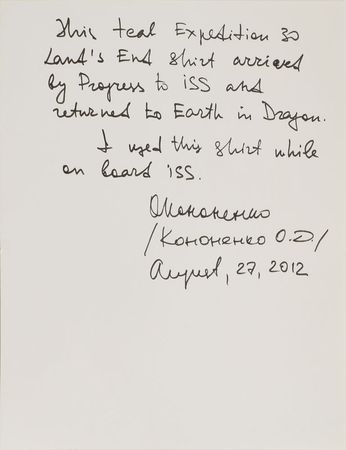 This teal Expedition 30
Land's End shirt arrived
by Progress to ISS and
returned to Earth in Dragon.
I used this shirt while
on board ISS.
ОКононенко
/Кононенко О.Д./
August, 27, 2012